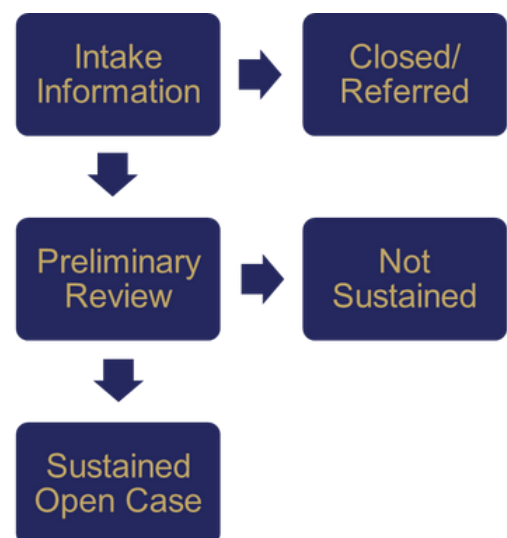 Intake
Information
Closed/
Referred
Preliminary
Review
Not
Sustained
Sustained
Open Case